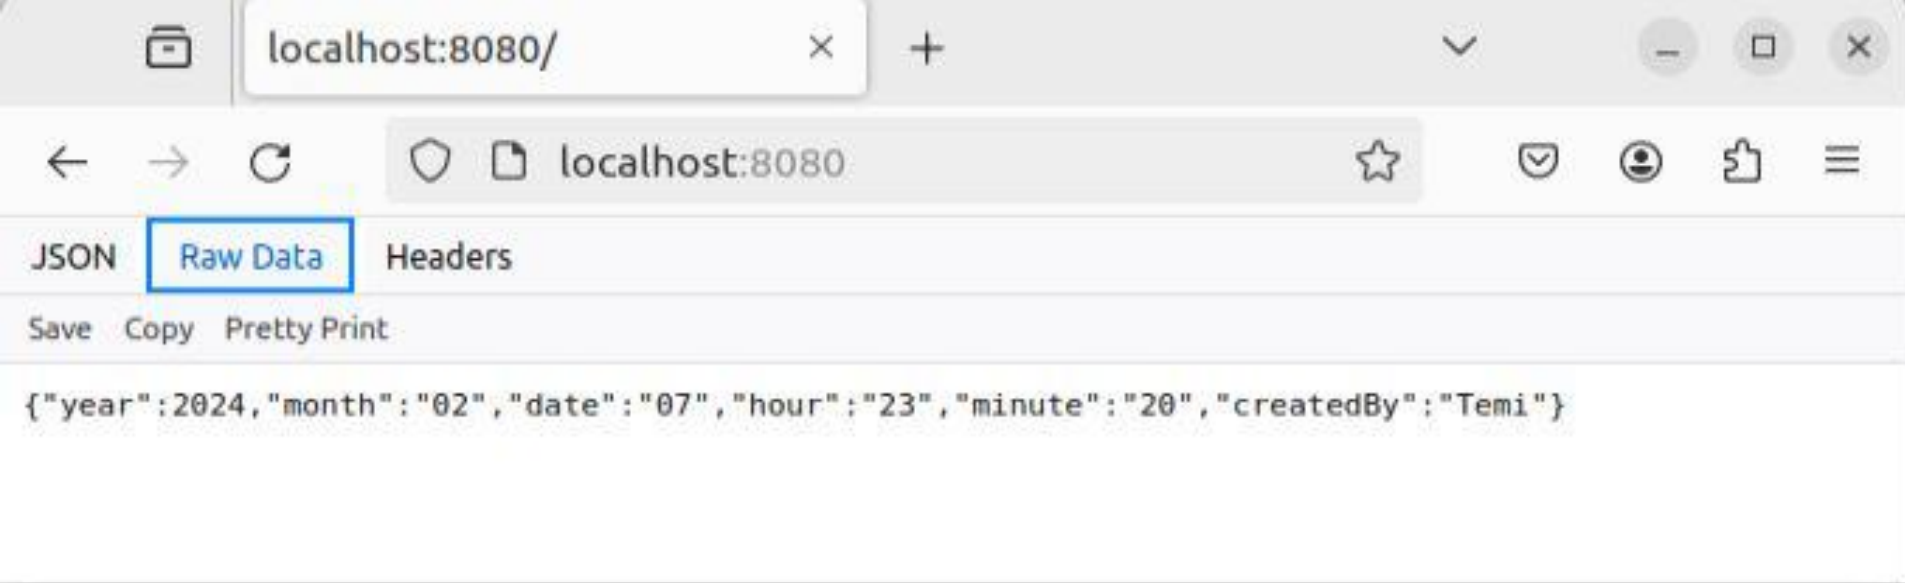 localhost:8080/
localhost:8080
JSON Raw Data Headers
Save Copy Pretty Print
{"year":2024,"month":"02","date":"07","hour":"23","minute":"20","createdBy":"Temi"}